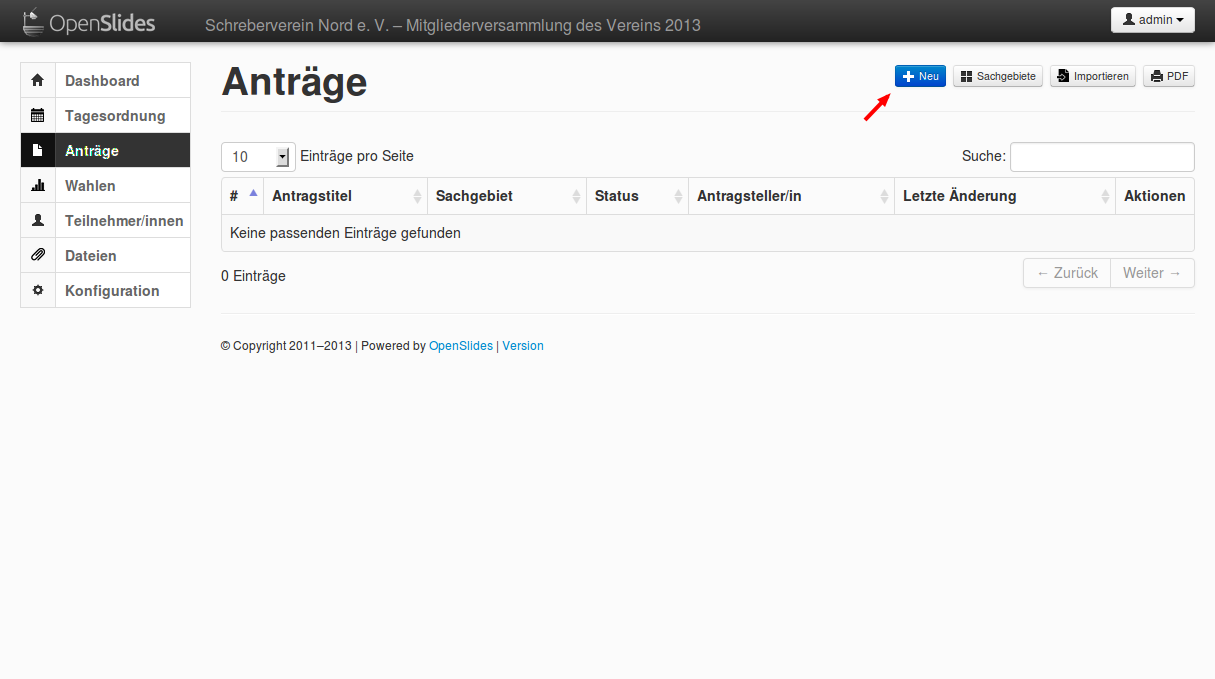 OpenSlides Schreberverein Nord e. V. – Mitgliederversammlung des Vereins 2013 admin
Dashboard
Tagesordnung
Anträge
Wahlen
Teilnehmer/innen
Dateien
Konfiguration
Anträge
Neu Sachgebiete Importieren PDF
10 Einträge pro Seite Suche:
# Antragstitel Sachgebiet Status Antragsteller/in Letzte Änderung Aktionen
Keine passenden Einträge gefunden
0 Einträge ← Zurück Weiter →
© Copyright 2011–2013 | Powered by OpenSlides | Version